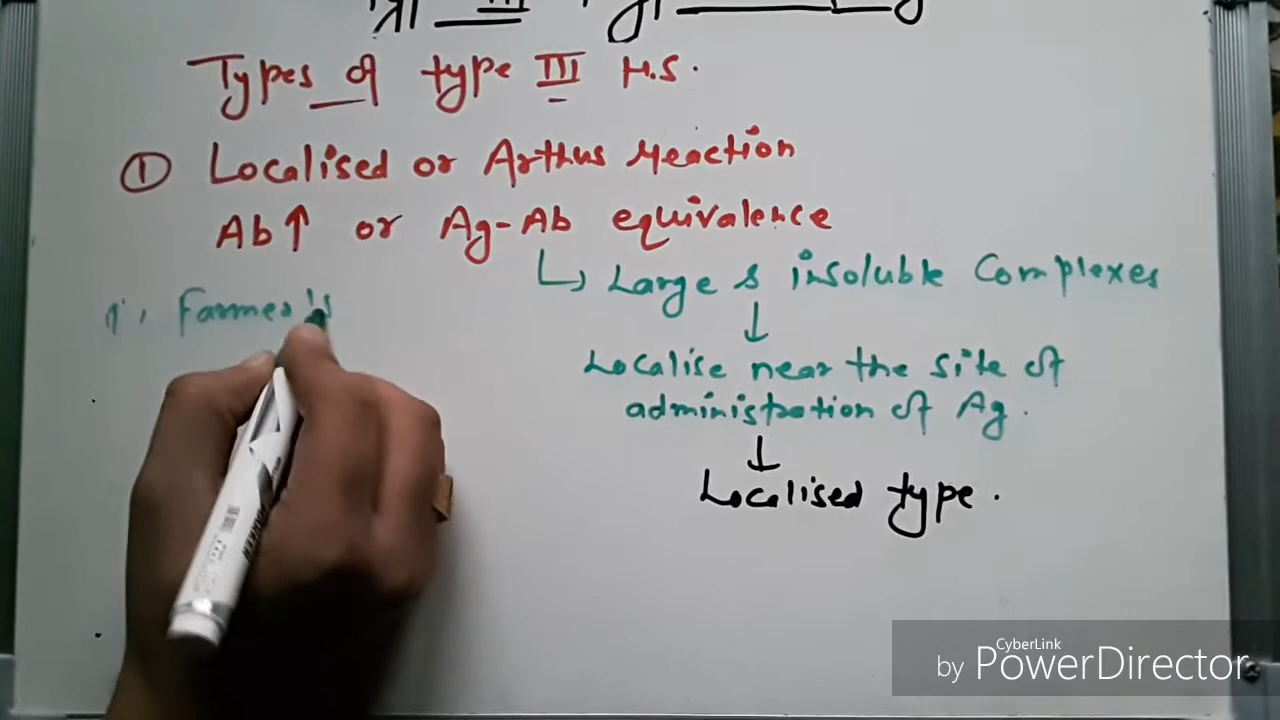 Types of type III H.S.
① Localised or Arthus reaction
Ab↑ or Ag-Ab equivalence
↳ Large & insoluble Complexes
↓
Localise near the site of
administration of Ag.
↓
Localised type.
Farmer's
CyberLink
by PowerDirector